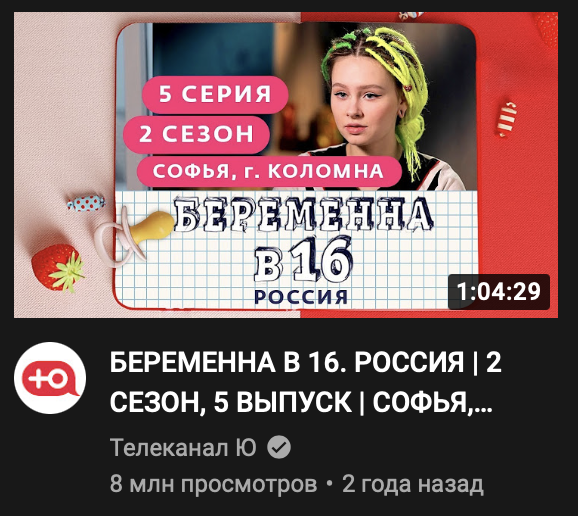 5 СЕРИЯ
2 СЕЗОН
СОФЬЯ, г. КОЛОМНА
БЕРЕМЕННА
В 16
РОССИЯ
1:04:29
Ю
БЕРЕМЕННА В 16. РОССИЯ | 2
СЕЗОН, 5 ВЫПУСК | СОФЬЯ,...
Телеканал Ю
8 млн просмотров • 2 года назад